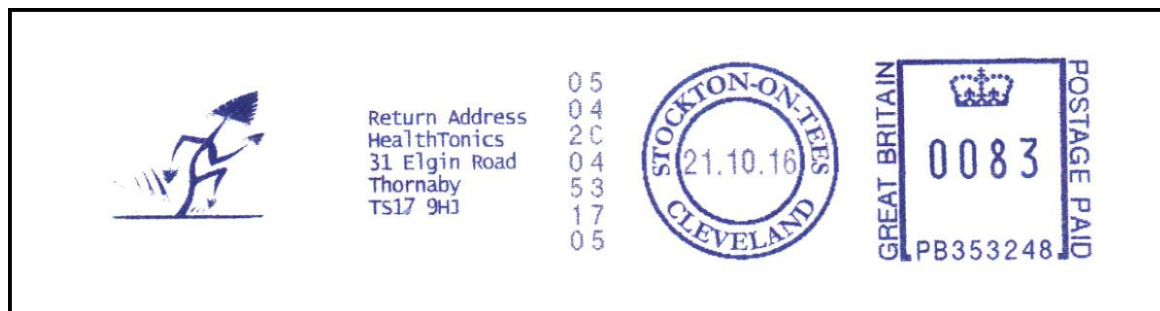 Return Address
HealthTonics
31 Elgin Road
Thornaby
TS17 9HJ
05
04
2C
04
53
17
05
STOCKTON-ON-TEES
21.10.16
CLEVELAND
GREAT BRITAIN
0083
PB353248
POSTAGE PAID